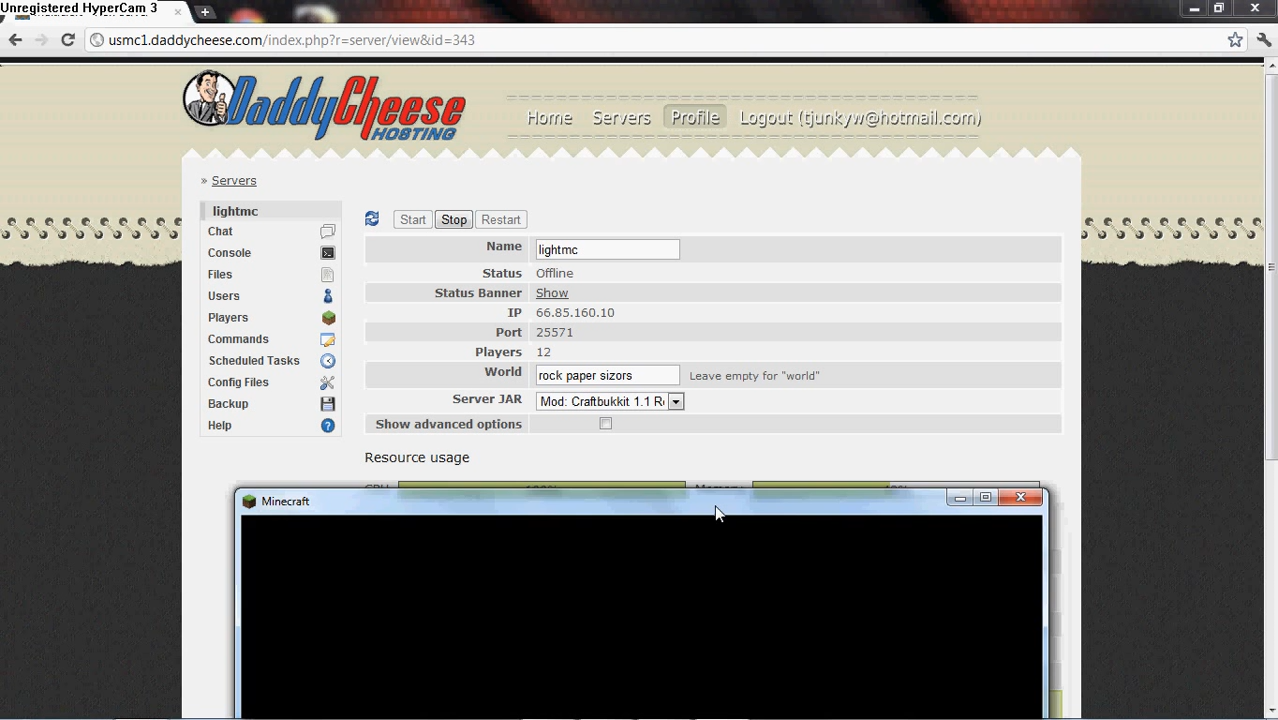 Unregistered HyperCam 3
usmc1.daddycheese.com/index.php?r=server/view&id=343
DaddyCheese
HOSTING
Home Servers Profile Logout (tjunkyw@hotmail.com)
» Servers
lightmc
Chat
Console
Files
Users
Players
Commands
Scheduled Tasks
Config Files
Backup
Help
Start Stop Restart
Name lightmc
Status Offline
Status Banner Show
IP 66.85.160.10
Port 25571
Players 12
World rock paper sizors Leave empty for "world"
Server JAR Mod: Craftbukkit 1.1 R
Show advanced options
Resource usage
Minecraft